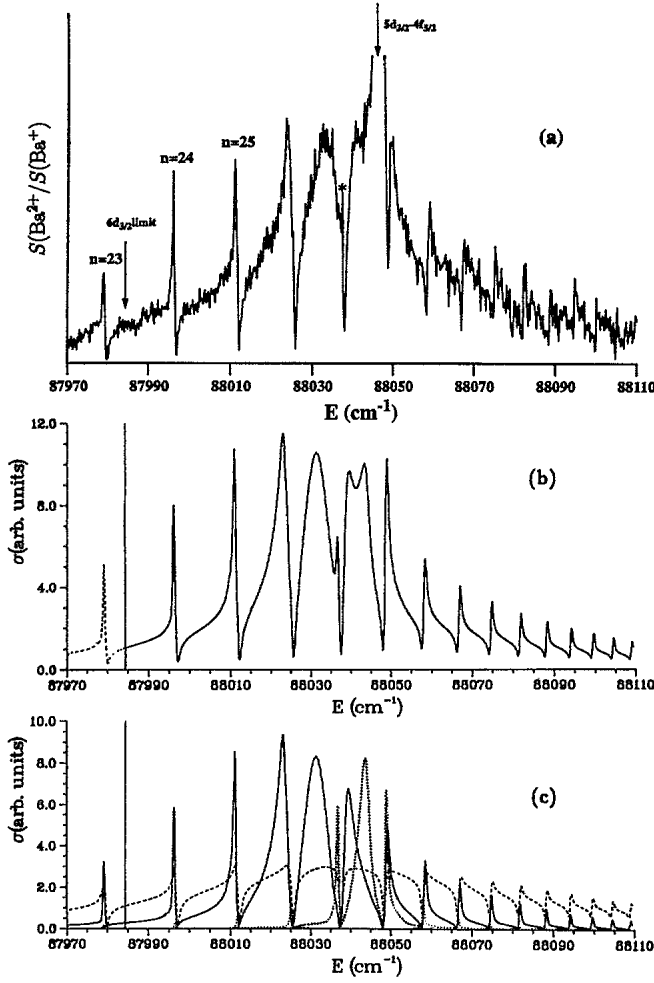 5d3/2-4f5/2
(a)
n=25
n=24
6d3/2limit
n=23
*
S(Ba2+/S(Ba+)
87970 87990 88010 88030 88050 88070 88090 88110
E (cm-1)
12.0
(b)
8.0
4.0
0.0
σ(arb. units)
87970 87990 88010 88030 88050 88070 88090 88110
E (cm-1)
10.0
8.0
(c)
6.0
4.0
2.0
0.0
σ(arb. units)
87970 87990 88010 88030 88050 88070 88090 88110
E (cm-1)